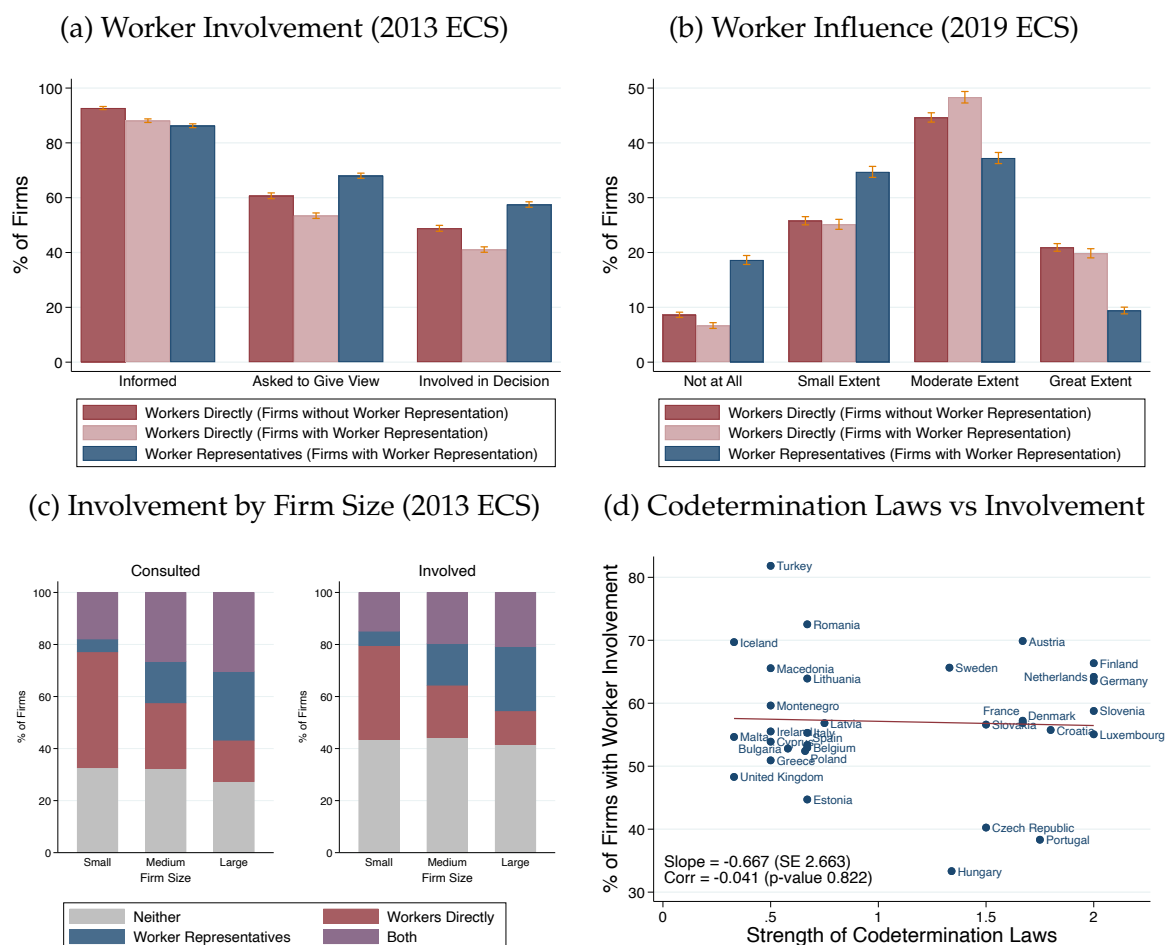 (a) Worker Involvement (2013 ECS)
% of Firms
100
80
60
40
20
0
Informed
Asked to Give View
Involved in Decision
Workers Directly (Firms without Worker Representation)
Workers Directly (Firms with Worker Representation)
Worker Representatives (Firms with Worker Representation)
(b) Worker Influence (2019 ECS)
% of Firms
50
40
30
20
10
0
Not at All
Small Extent
Moderate Extent
Great Extent
Workers Directly (Firms without Worker Representation)
Workers Directly (Firms with Worker Representation)
Worker Representatives (Firms with Worker Representation)
(c) Involvement by Firm Size (2013 ECS)
Consulted
% of Firms
100
80
60
40
20
0
Small
Medium
Large
Firm Size
Involved
% of Firms
100
80
60
40
20
0
Small
Medium
Large
Firm Size
Neither
Workers Directly
Worker Representatives
Both
(d) Codetermination Laws vs Involvement
% of Firms with Worker Involvement
80
70
60
50
40
30
Turkey
Romania
Iceland
Austria
Macedonia
Sweden
Finland
Netherlands
Germany
Lithuania
Montenegro
Slovenia
France
Denmark
Latvia
Slovakia
Ireland
Italy
Croatia
Luxembourg
Malta
Cyprus
Spain
Bulgaria
Belgium
Poland
Greece
United Kingdom
Estonia
Czech Republic
Portugal
Hungary
Slope = -0.667 (SE 2.663)
Corr = -0.041 (p-value 0.822)
0
.5
1
1.5
2
Strength of Codetermination Laws